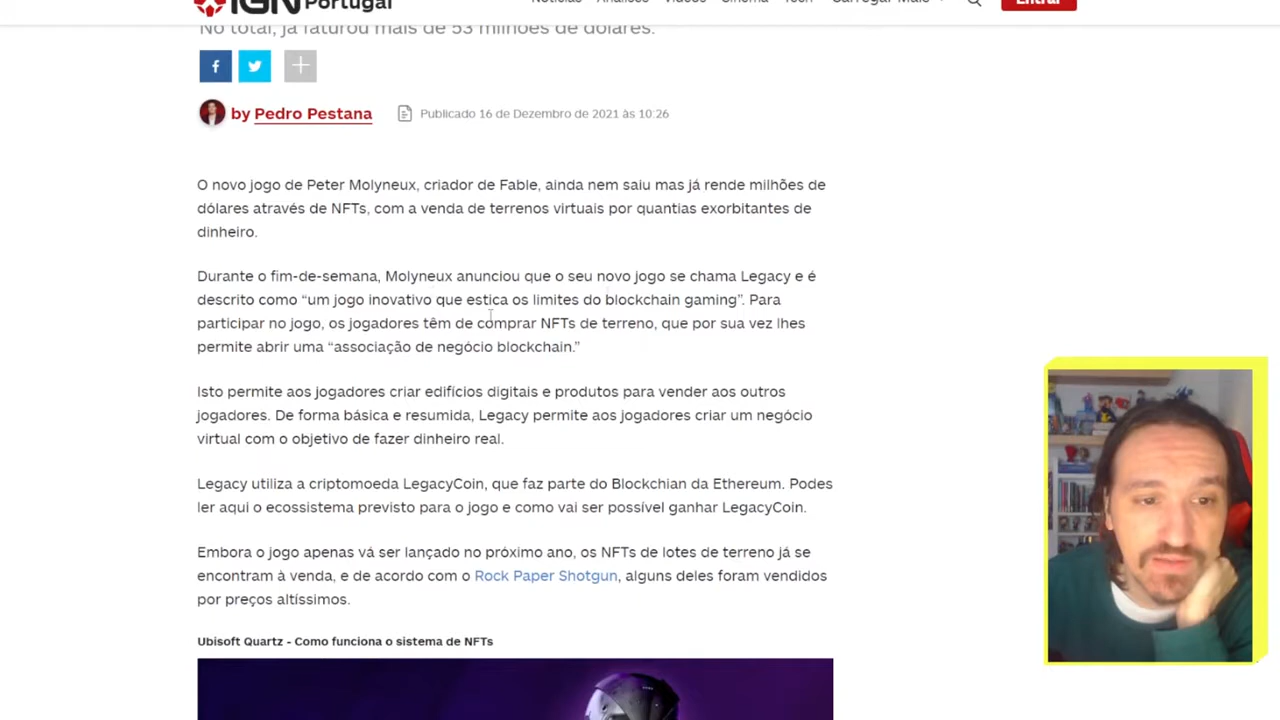 IGN Portugal
Entrar
No total, já faturou mais de 53 milhões de dólares.
by Pedro Pestana
Publicado 16 de Dezembro de 2021 às 10:26
O novo jogo de Peter Molyneux, criador de Fable, ainda nem saiu mas já rende milhões de
dólares através de NFTs, com a venda de terrenos virtuais por quantias exorbitantes de
dinheiro.
Durante o fim-de-semana, Molyneux anunciou que o seu novo jogo se chama Legacy e é
descrito como “um jogo inovativo que estica os limites do blockchain gaming”. Para
participar no jogo, os jogadores têm de comprar NFTs de terreno, que por sua vez lhes
permite abrir uma “associação de negócio blockchain.”
Isto permite aos jogadores criar edifícios digitais e produtos para vender aos outros
jogadores. De forma básica e resumida, Legacy permite aos jogadores criar um negócio
virtual com o objetivo de fazer dinheiro real.
Legacy utiliza a criptomoeda LegacyCoin, que faz parte do Blockchian da Ethereum. Podes
ler aqui o ecossistema previsto para o jogo e como vai ser possível ganhar LegacyCoin.
Embora o jogo apenas vá ser lançado no próximo ano, os NFTs de lotes de terreno já se
encontram à venda, e de acordo com o Rock Paper Shotgun, alguns deles foram vendidos
por preços altíssimos.
Ubisoft Quartz - Como funciona o sistema de NFTs